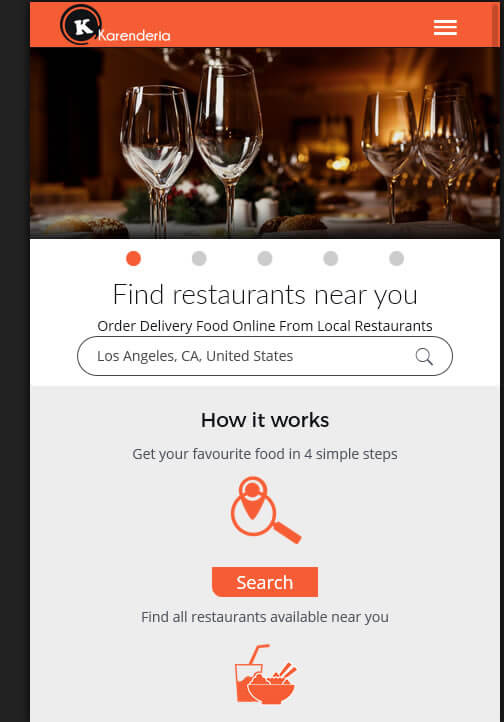 K
Karenderia
Find restaurants near you
Order Delivery Food Online From Local Restaurants
Los Angeles, CA, United States
How it works
Get your favourite food in 4 simple steps
Search
Find all restaurants available near you